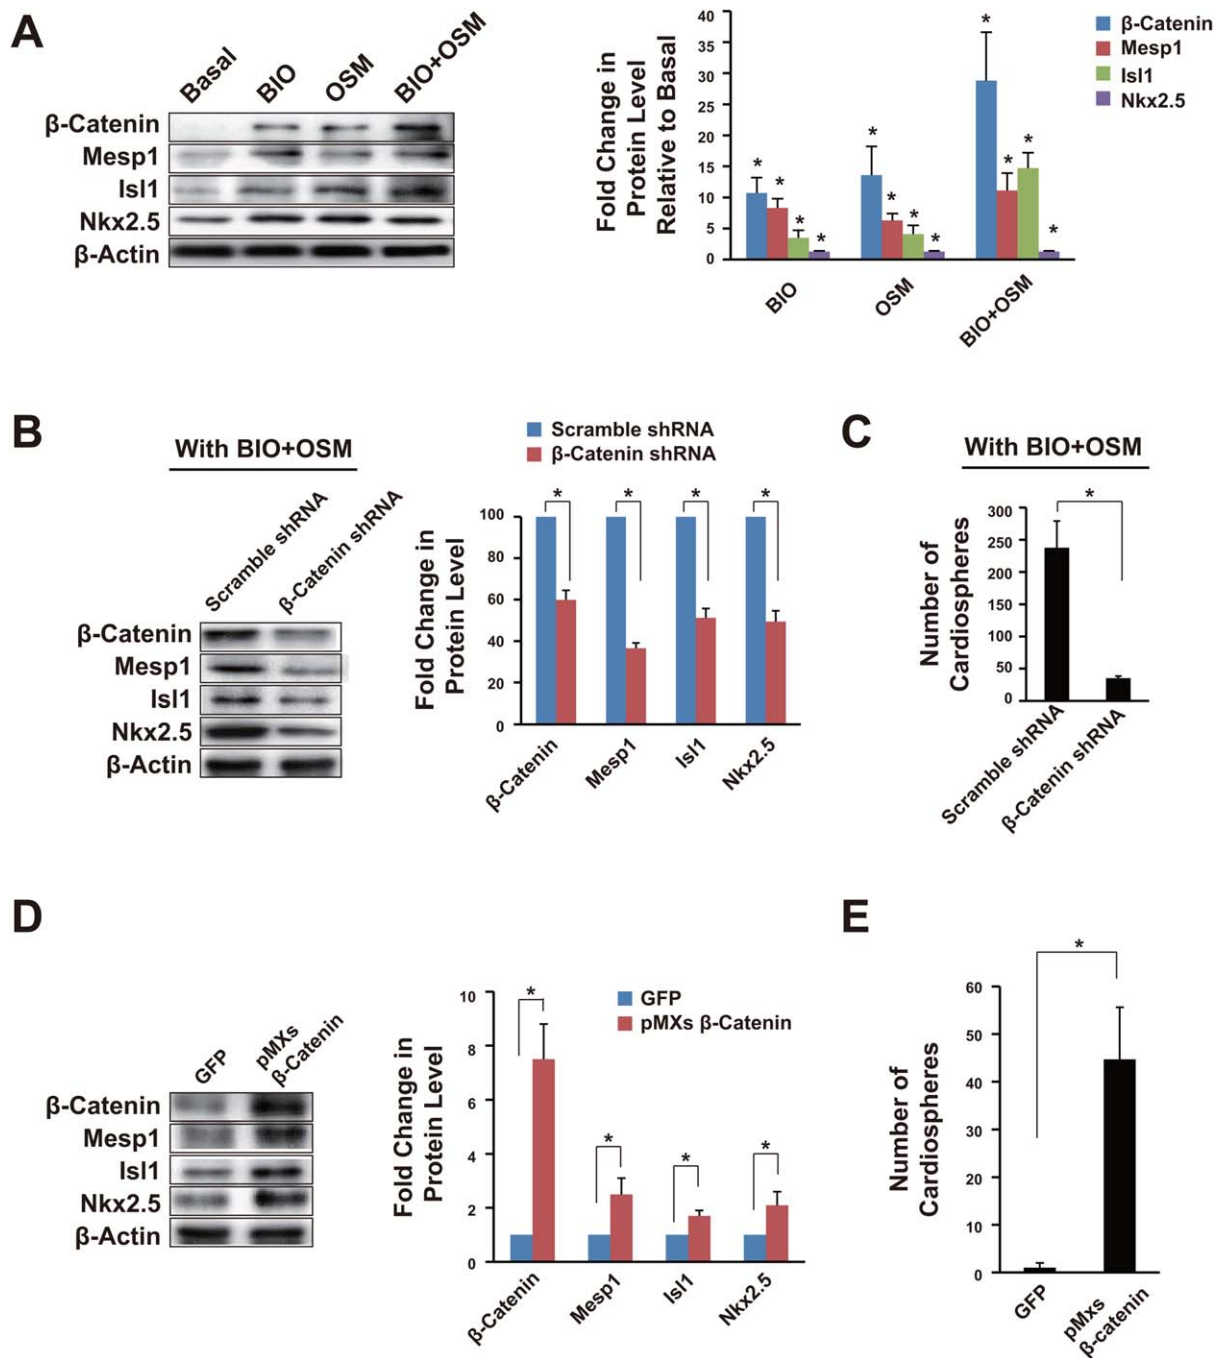 A
Basal
BIO
OSM
BIO+OSM
β-Catenin
Mesp1
Isl1
Nkx2.5
β-Actin
Fold Change in
Protein Level
Relative to Basal
40
35
30
25
20
15
10
5
0
*
*
*
*
*
*
*
*
*
*
*
*
BIO
OSM
BIO+OSM
β-Catenin
Mesp1
Isl1
Nkx2.5
B
With BIO+OSM
Scramble shRNA
β-Catenin shRNA
β-Catenin
Mesp1
Isl1
Nkx2.5
β-Actin
Scramble shRNA
β-Catenin shRNA
Fold Change in
Protein Level
100
80
60
40
20
0
*
*
*
*
β-Catenin
Mesp1
Isl1
Nkx2.5
C
With BIO+OSM
Number of
Cardiospheres
300
250
200
150
100
50
0
*
Scramble shRNA
β-Catenin shRNA
D
GFP
pMXs
β-Catenin
β-Catenin
Mesp1
Isl1
Nkx2.5
β-Actin
Fold Change in
Protein Level
10
8
6
4
2
0
GFP
pMXs β-Catenin
*
*
*
*
β-Catenin
Mesp1
Isl1
Nkx2.5
E
Number of
Cardiospheres
60
50
40
30
20
10
0
*
GFP
pMxs
β-catenin